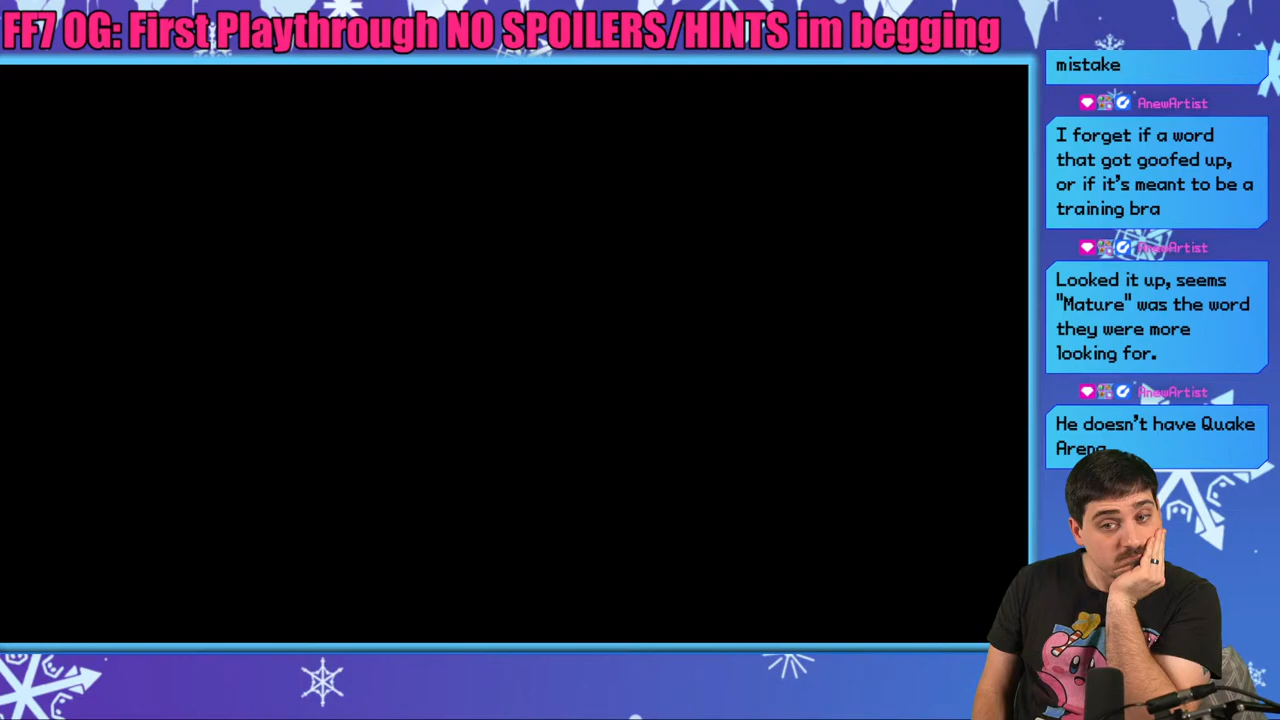 FF7 OG: First Playthrough NO SPOILERS/HINTS im begging
mistake
AnewArtist
I forget if a word
that got goofed up,
or if it's meant to be a
training bra
AnewArtist
Looked it up, seems
"Mature" was the word
they were more
looking for.
AnewArtist
He doesn't have Quake
Arena